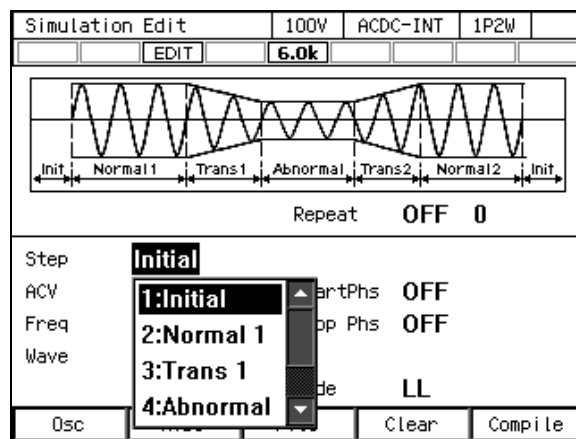 Simulation Edit 100V ACDC-INT 1P2W
EDIT 6.0k
Init Normal1 Trans1 Abnormal Trans2 Normal2 Init
Repeat OFF 0
Step Initial
ACV artPhs OFF
Freq op Phs OFF
Wave
de LL
1:Initial
2:Normal 1
3:Trans 1
4:Abnormal
Osc Clear Compile